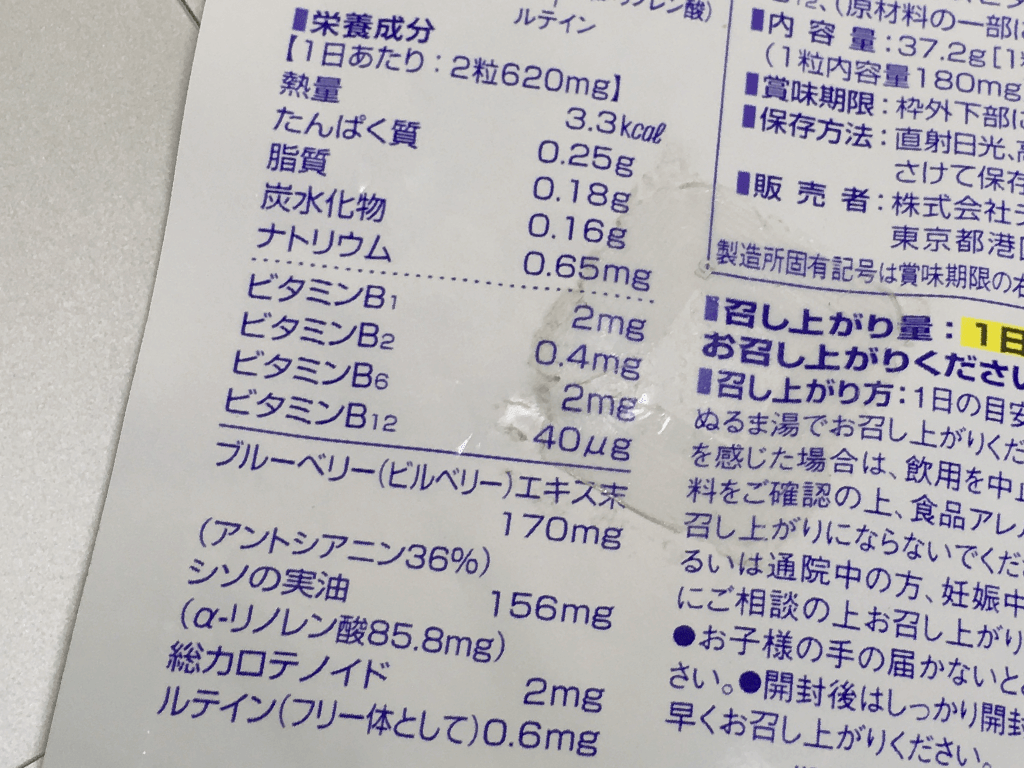 ノレン酸)
ルテイン
■栄養成分
【1日あたり:2粒620mg】
熱量 3.3kcal
たんぱく質 0.25g
脂質 0.18g
炭水化物 0.16g
ナトリウム 0.65mg
ビタミンB1 2mg
ビタミンB2 0.4mg
ビタミンB6 2mg
ビタミンB12 40μg
ブルーベリー(ビルベリー)エキス末
170mg
(アントシアニン36%)
シソの実油 156mg
(α-リノレン酸85.8mg)
総カロテノイド 2mg
ルテイン(フリー体として)0.6mg
12、(原材料の一部に
■内容量:37.2g[1
(1粒内容量180mg
■賞味期限:枠外下部に
■保存方法:直射日光、高
さけて保存
■販売者:株式会社
東京都港
製造所固有記号は賞味期限の右
■召し上がり量:1日
お召し上がりください
■召し上がり方:1日の目安
ぬるま湯でお召し上がりくだ
を感じた場合は、飲用を中止
料をご確認の上、食品アレル
召し上がりにならないでくだ
るいは通院中の方、妊娠中
にご相談の上お召し上がり
●お子様の手の届かないと
さい。●開封後はしっかり開封
早くお召し上がりください。